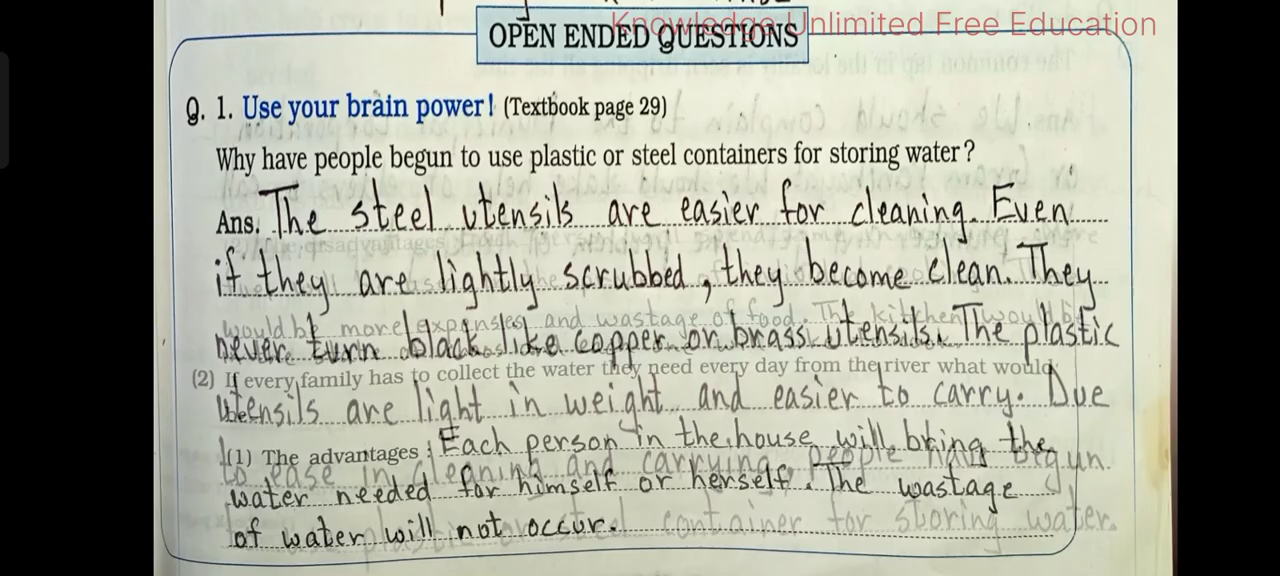 Knowledge Unlimited Free Education
OPEN ENDED QUESTIONS
Q. 1. Use your brain power! (Textbook page 29)
Why have people begun to use plastic or steel containers for storing water?
Ans. The steel utensils are easier for cleaning. Even
if they are lightly scrubbed, they become clean. They
would be more expenses and wastage of food. The kitchen would be
never turn black like copper or brass utensils. The plastic
(2) If every family has to collect the water they need every day from the river what would
utensils are light in weight and easier to carry. Due
(1) The advantages : Each person in the house will bring the
to ease in cleaning and carrying, people have begun
water needed for himself or herself. The wastage
of water will not occur.
container for storing water.